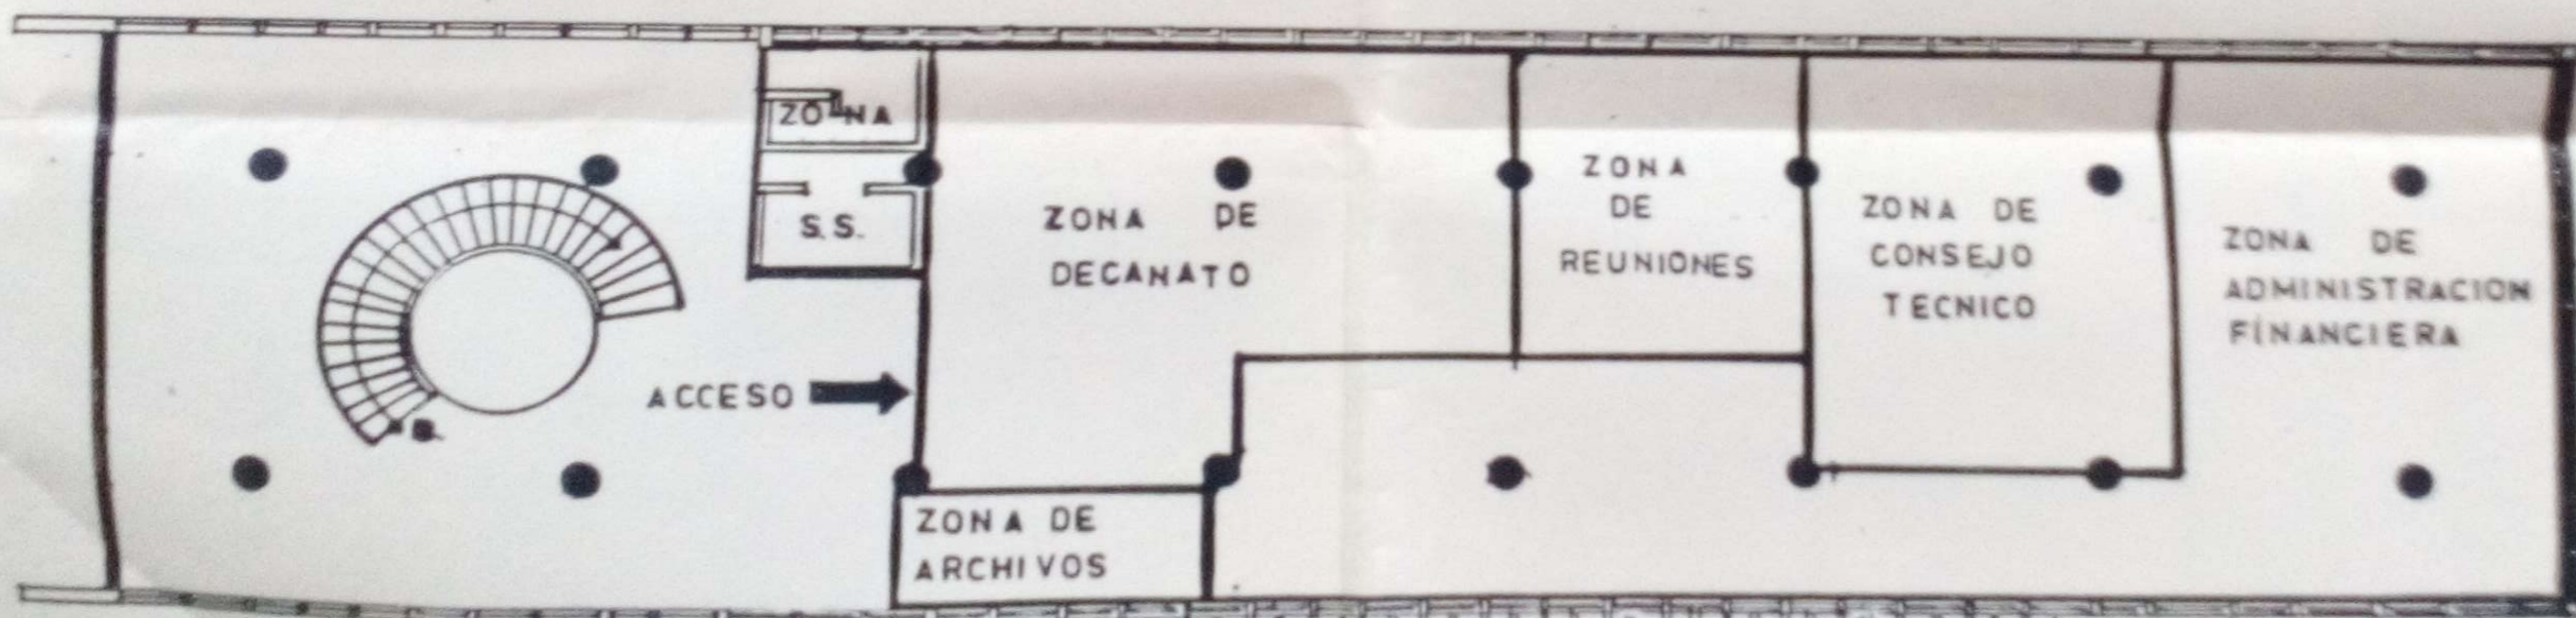 ZONA
S.S.
ACCESO
B.
ZONA DE
DECANATO
ZONA DE
ARCHIVOS
ZONA
DE
REUNIONES
ZONA DE
CONSEJO
TECNICO
ZONA DE
ADMINISTRACION
FINANCIERA